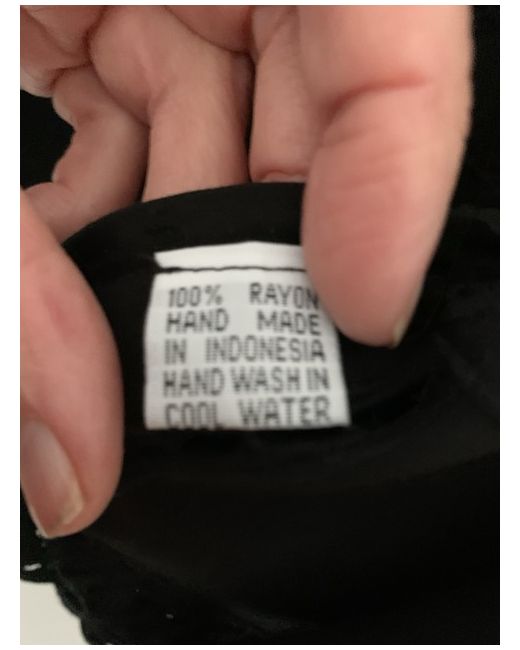 100% RAYON
HAND MADE
IN INDONESIA
HAND WASH IN
COOL WATER